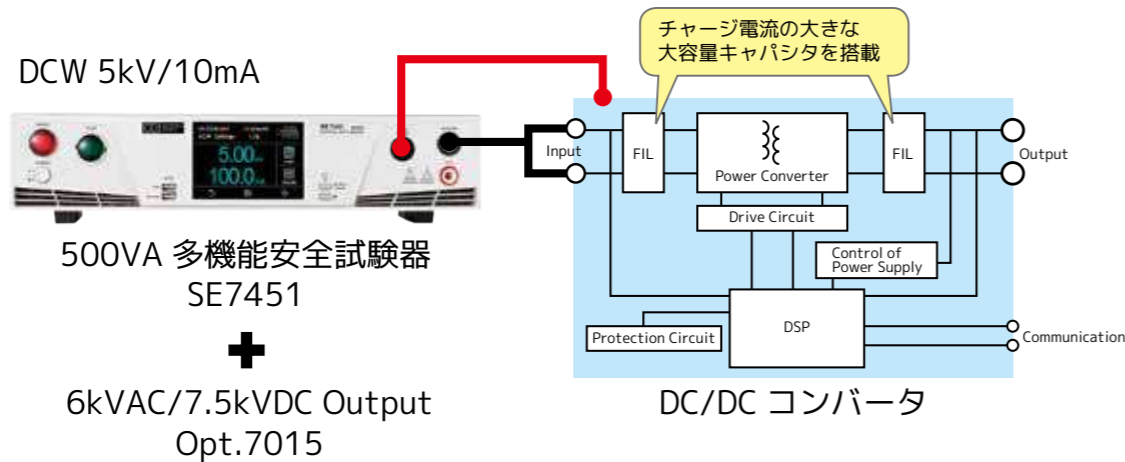 チャージ電流の大きな
大容量キャパシタを搭載
DCW 5kV/10mA
5.00
100.0
Input
FIL
Power Converter
FIL
Output
Drive Circuit
Control of
Power Supply
DSP
Protection Circuit
Communication
500VA 多機能安全試験器
SE7451
+
6kVAC/7.5kVDC Output
Opt.7015
DC/DC コンバータ